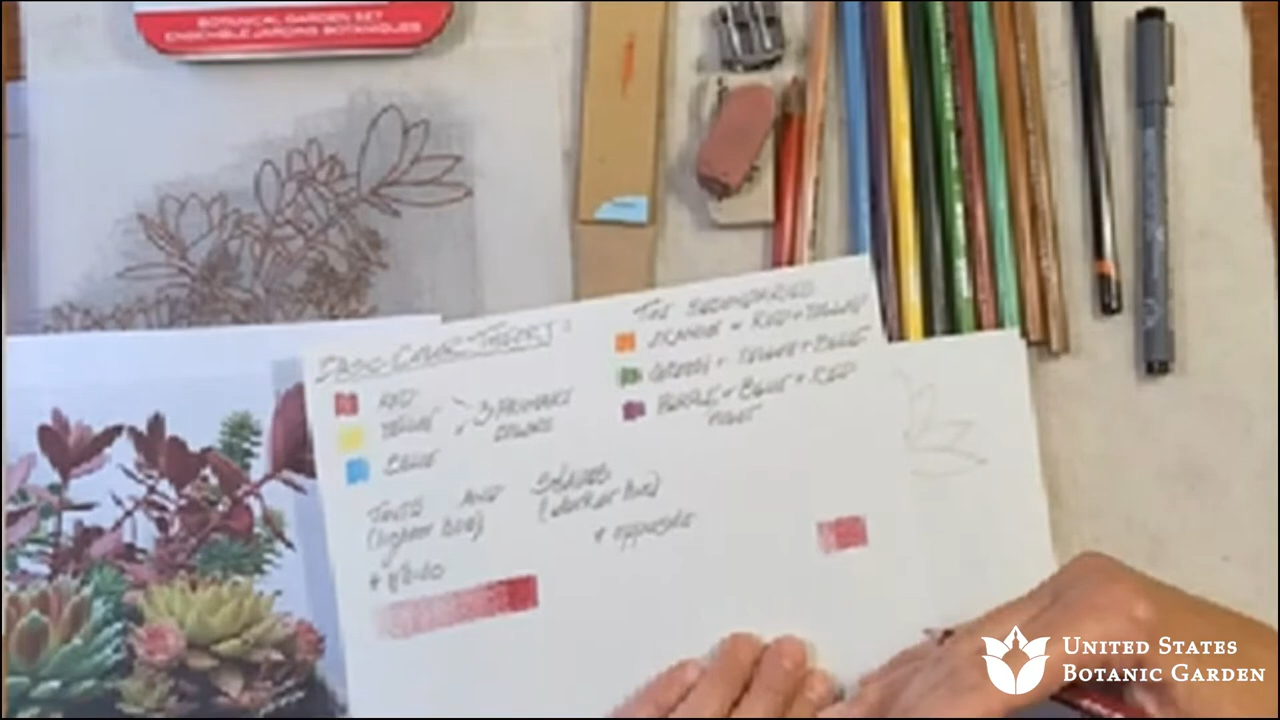 BOTANICAL GARDEN SET
ENSEMBLE JARDINS BOTANIQUES
BASIC COLOR THEORY:
RED
YELLOW
BLUE
3 PRIMARY
COLORS
THE SECONDARIES
ORANGE = RED + YELLOW
GREEN = YELLOW + BLUE
PURPLE = BLUE + RED
VIOLET
TINTS AND SHADES
(lighter hue)
(darker hue)
+ white
+ opposite
UNITED STATES
BOTANIC GARDEN